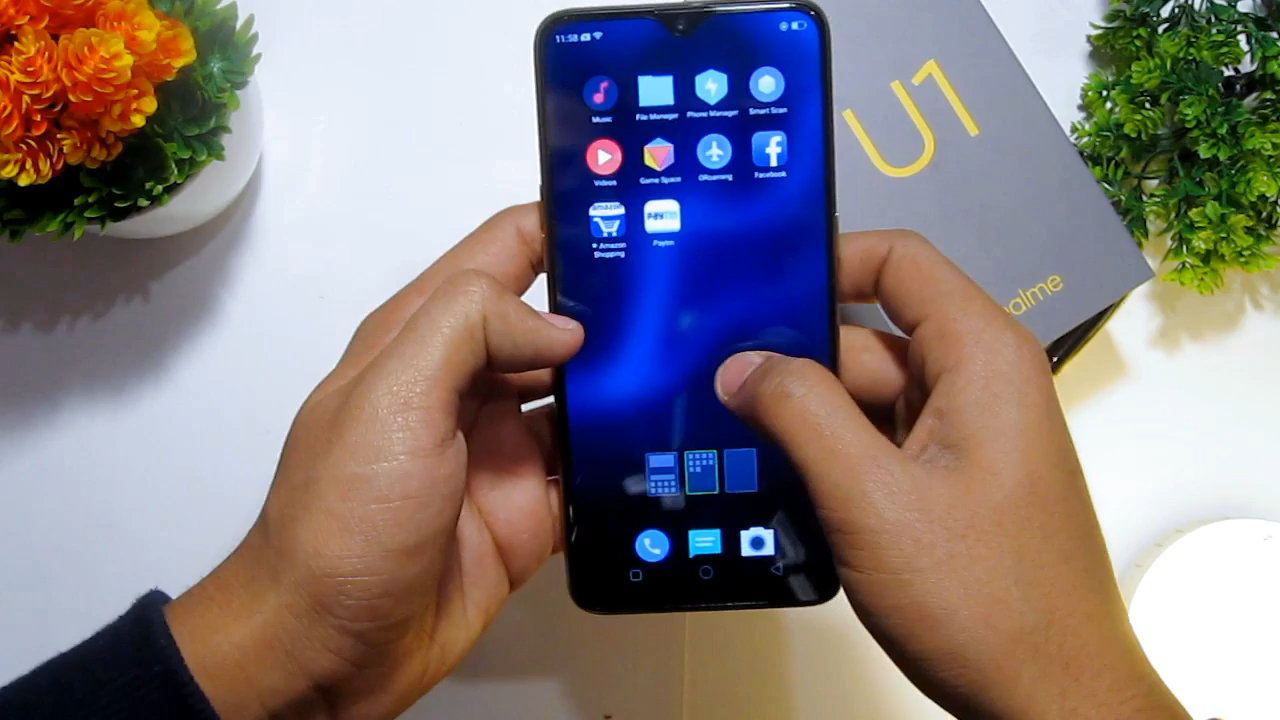 11:58
Music
File Manager
Phone Manager
Smart Scan
Videos
Game Space
ORoaming
Facebook
amazon
Amazon
Shopping
Paytm
Paytm
U1
realme